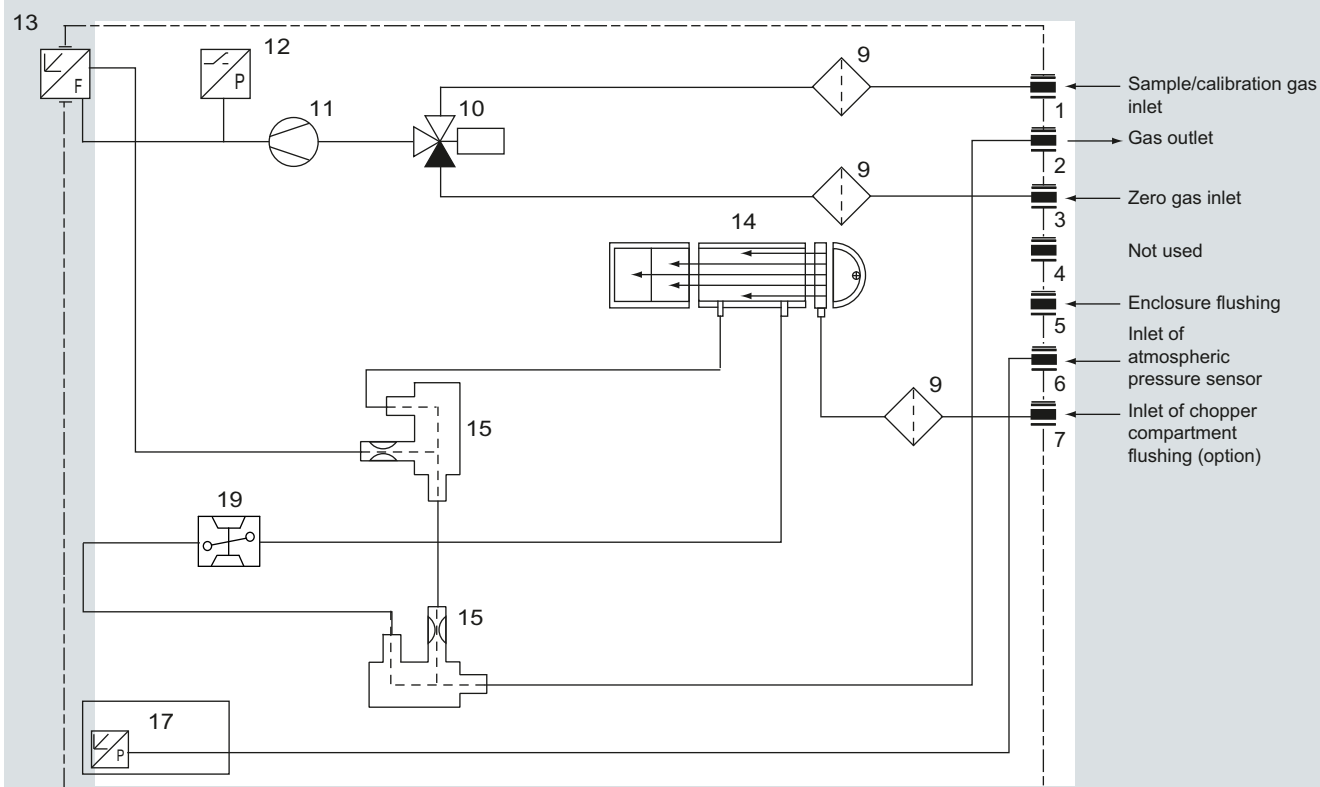 13
F
12
P
11
10
9
Sample/calibration gas
inlet
1
Gas outlet
2
9
Zero gas inlet
3
14
Not used
4
Enclosure flushing
5
Inlet of
atmospheric
pressure sensor
6
9
Inlet of chopper
compartment
flushing (option)
7
15
19
15
17
P